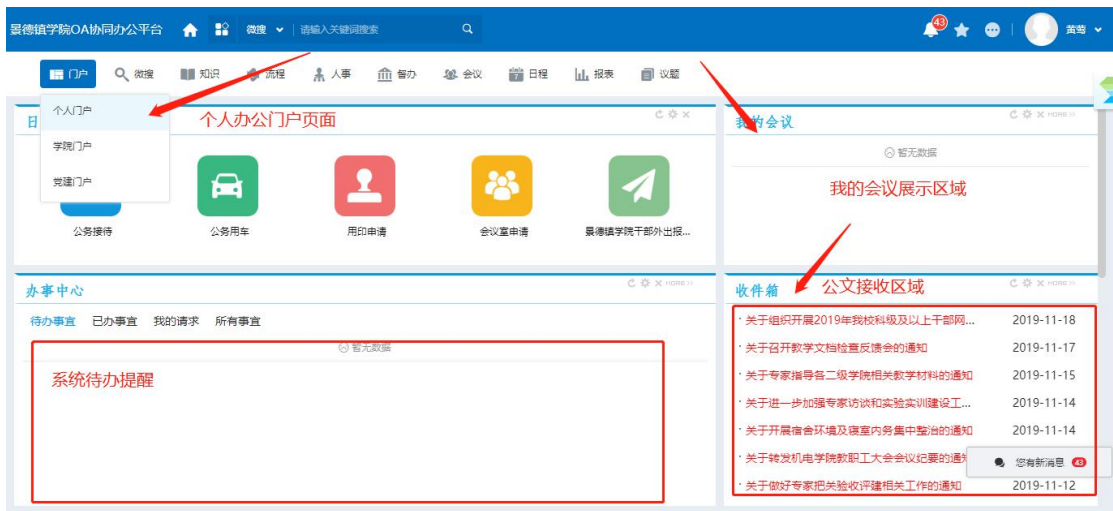 景德镇学院OA协同办公平台 微搜 请输入关键词搜索 43 黄莺
门户 微搜 知识 流程 人事 督办 会议 日程 报表 议题
个人门户
学院门户
党建门户
日
个人办公门户页面
公务接待 公务用车 用印申请 会议室申请 景德镇学院干部外出报...
我的会议 MORE>>
暂无数据
我的会议展示区域
办事中心 MORE>>
待办事宜 已办事宜 我的请求 所有事宜
暂无数据
系统待办提醒
收件箱 公文接收区域 MORE>>
关于组织开展2019年我校科级及以上干部网... 2019-11-18
关于召开教学文档检查反馈会的通知 2019-11-17
关于专家指导各二级学院相关教学材料的通知 2019-11-15
关于进一步加强专家访谈和实验实训建设工... 2019-11-14
关于开展宿舍环境及寝室内务集中整治的通知 2019-11-14
关于转发机电学院教职工大会会议纪要的通
您有新消息 43
关于做好专家把关验收评建相关工作的通知 2019-11-12